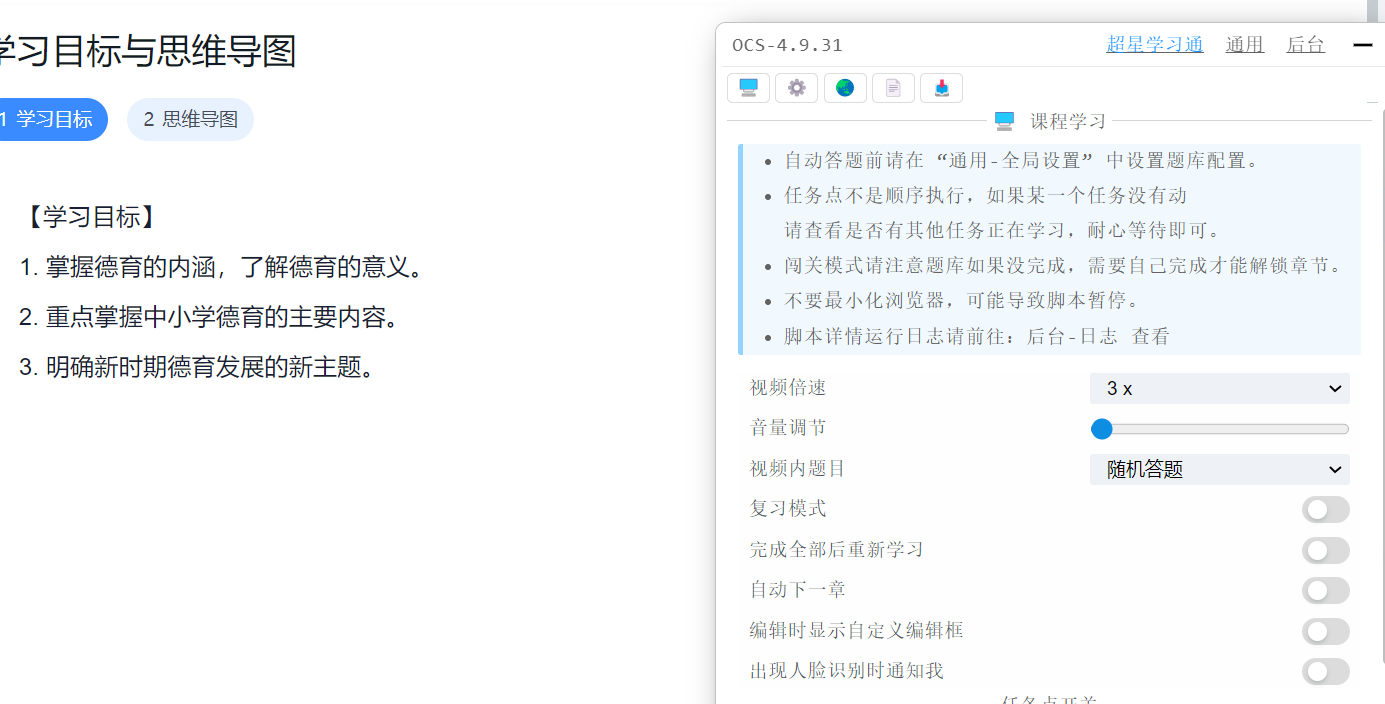 学习目标与思维导图
1 学习目标
2 思维导图
【学习目标】
1. 掌握德育的内涵，了解德育的意义。
2. 重点掌握中小学德育的主要内容。
3. 明确新时期德育发展的新主题。
OCS-4.9.31
超星学习通 通用 后台
课程学习
自动答题前请在 “通用-全局设置” 中设置题库配置。
任务点不是顺序执行，如果某一个任务没有动
请查看是否有其他任务正在学习，耐心等待即可。
闯关模式请注意题库如果没完成，需要自己完成才能解锁章节。
不要最小化浏览器，可能导致脚本暂停。
脚本详情运行日志请前往：后台-日志 查看
视频倍速 3 x
音量调节
视频内题目 随机答题
复习模式
完成全部后重新学习
自动下一章
编辑时显示自定义编辑框
出现人脸识别时通知我
任务点开关